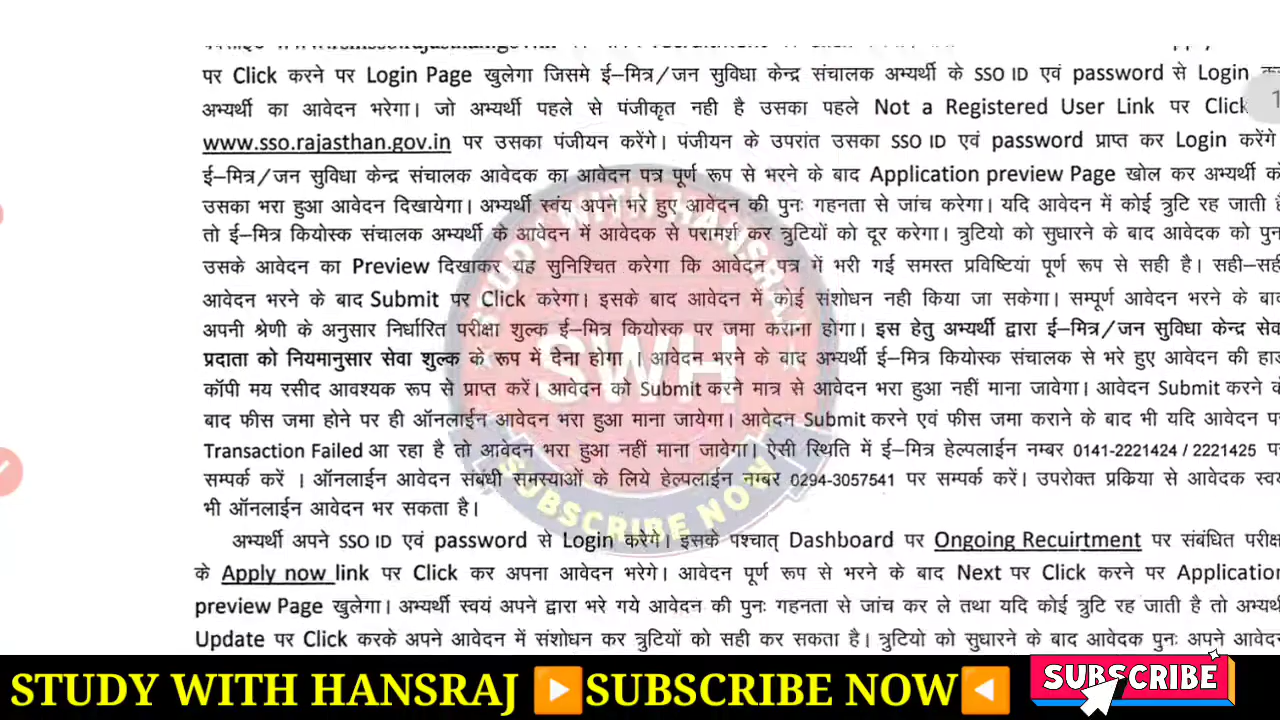 पर Click करने पर Login Page खुलेगा जिसमे ई–मित्र/जन सुविधा केन्द्र संचालक अभ्यर्थी के SSO ID एवं password से Login
अभ्यर्थी का आवेदन भरेगा। जो अभ्यर्थी पहले से पंजीकृत नही है उसका पहले Not a Registered User Link पर Click
www.sso.rajasthan.gov.in पर उसका पंजीयन करेंगे। पंजीयन के उपरांत उसका SSO ID एवं password प्राप्त कर Login करेंगे
ई–मित्र/जन सुविधा केन्द्र संचालक आवेदक का आवेदन पत्र पूर्ण रूप से भरने के बाद Application preview Page खोल कर अभ्यर्थी
उसका भरा हुआ आवेदन दिखायेगा। अभ्यर्थी स्वंय अपने भरे हुए आवेदन की पुनः गहनता से जांच करेगा। यदि आवेदन में कोई त्रुटि रह जाती
तो ई–मित्र कियोस्क संचालक अभ्यर्थी के आवेदन में आवेदक से परामर्श कर त्रुटियों को दूर करेगा। त्रुटियो को सुधारने के बाद आवेदक को
उसके आवेदन का Preview दिखाकर यह सुनिश्चित करेगा कि आवेदन पत्र में भरी गई समस्त प्रविष्टियां पूर्ण रूप से सही है। सही–सही
आवेदन भरने के बाद Submit पर Click करेगा। इसके बाद आवेदन में कोई संशोधन नही किया जा सकेगा। सम्पूर्ण आवेदन भरने के
अपनी श्रेणी के अनुसार निर्धारित परीक्षा शुल्क ई–मित्र कियोस्क पर जमा कराना होगा। इस हेतु अभ्यर्थी द्वारा ई–मित्र/जन सुविधा केन्द्र
प्रदाता को नियमानुसार सेवा शुल्क के रूप में देना होगा । आवेदन भरने के बाद अभ्यर्थी ई–मित्र कियोस्क संचालक से भरे हुए आवेदन की
कॉपी मय रसीद आवश्यक रूप से प्राप्त करें। आवेदन को Submit करने मात्र से आवेदन भरा हुआ नहीं माना जावेगा। आवेदन Submit करने
बाद फीस जमा होने पर ही ऑनलाईन आवेदन भरा हुआ माना जायेगा। आवेदन Submit करने एवं फीस जमा कराने के बाद भी यदि आवेदन
Transaction Failed आ रहा है तो आवेदन भरा हुआ नहीं माना जावेगा। ऐसी स्थिति में ई–मित्र हेल्पलाईन नम्बर 0141-2221424 / 2221425
सम्पर्क करें । ऑनलाईन आवेदन संबंधी समस्याओं के लिये हेल्पलाईन नम्बर 0294-3057541 पर सम्पर्क करें। उपरोक्त प्रकिया से आवेदक
भी ऑनलाईन आवेदन भर सकता है।
अभ्यर्थी अपने SSO ID एवं password से Login करेगे। इसके पश्चात् Dashboard पर Ongoing Recuirtment पर संबंधित
के Apply now link पर Click कर अपना आवेदन भरेगे। आवेदन पूर्ण रूप से भरने के बाद Next पर Click करने पर Application
preview Page खुलेगा। अभ्यर्थी स्वयं अपने द्वारा भरे गये आवेदन की पुनः गहनता से जांच कर ले तथा यदि कोई त्रुटि रह जाती है तो
Update पर Click करके अपने आवेदन में संशोधन कर त्रुटियों को सही कर सकता है। त्रुटियो को सुधारने के बाद आवेदक पुनः अपने आवेदन
STUDY WITH HANSRAJ
SWH
SUBSCRIBE NOW
STUDY WITH HANSRAJ SUBSCRIBE NOW SUBSCRIBE